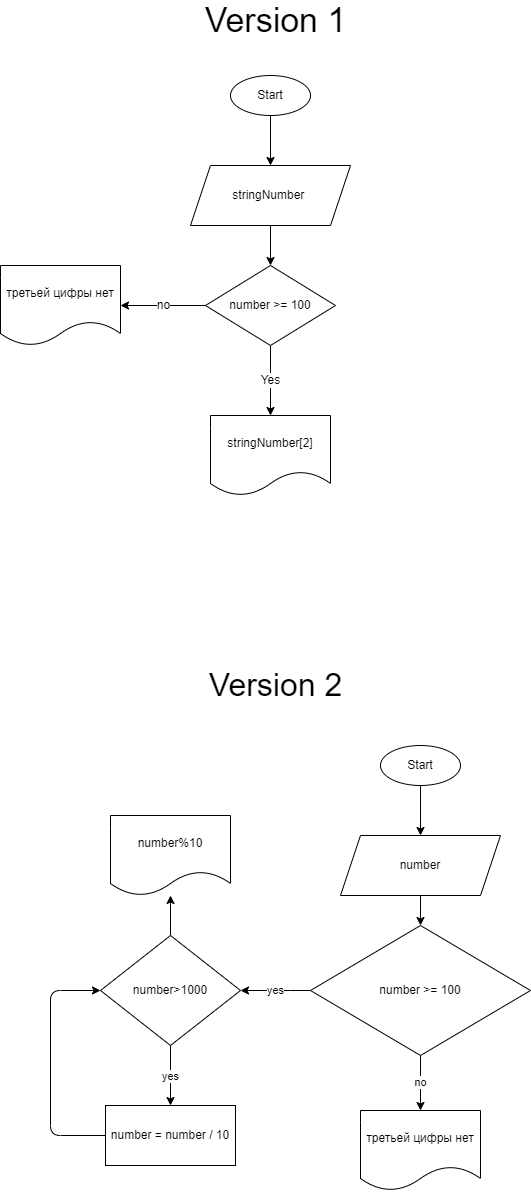 Version 1
Start
stringNumber
number >= 100
no
третьей цифры нет
Yes
stringNumber[2]
Version 2
Start
number
number >= 100
yes
number>1000
number%10
yes
number = number / 10
no
третьей цифры нет